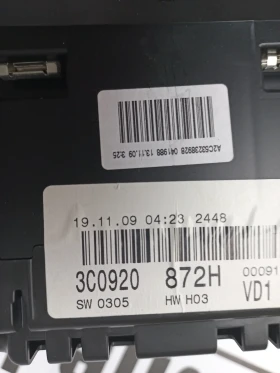 A2C53238928 041988 13.11.09 3:25
19.11.09 04:23 2448
3C0920 872H 00091
SW 0305 HW H03 VD1